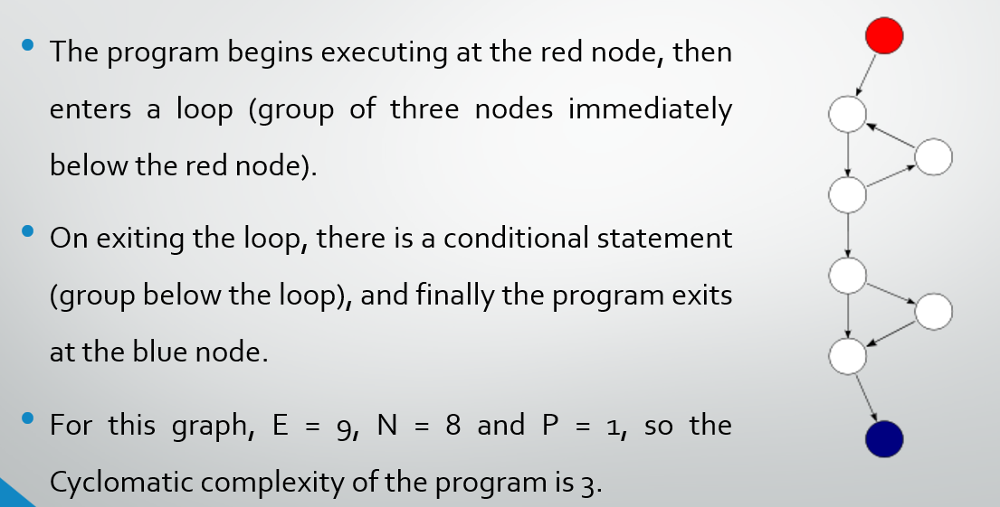 The program begins executing at the red node, then
enters a loop (group of three nodes immediately
below the red node).
On exiting the loop, there is a conditional statement
(group below the loop), and finally the program exits
at the blue node.
For this graph, E = 9, N = 8 and P = 1, so the
Cyclomatic complexity of the program is 3.